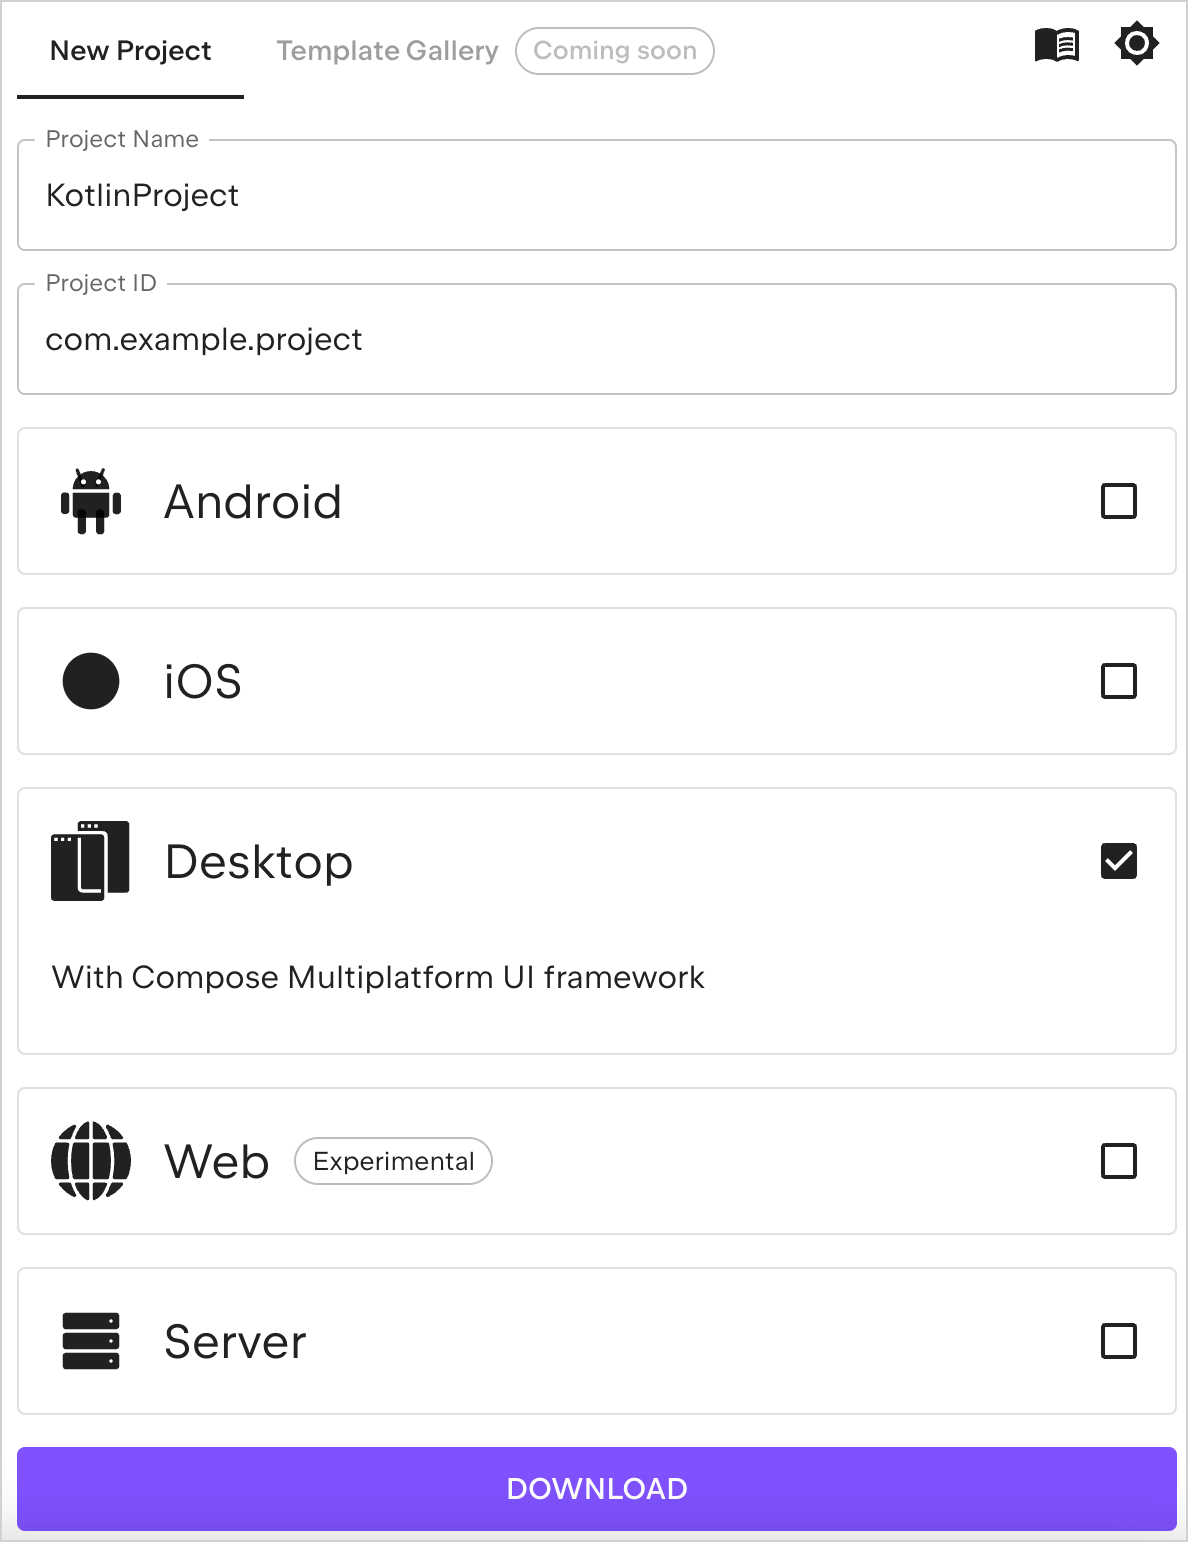 New Project
Template Gallery
Coming soon
Project Name
KotlinProject
Project ID
com.example.project
Android
iOS
Desktop
With Compose Multiplatform UI framework
Web
Experimental
Server
DOWNLOAD